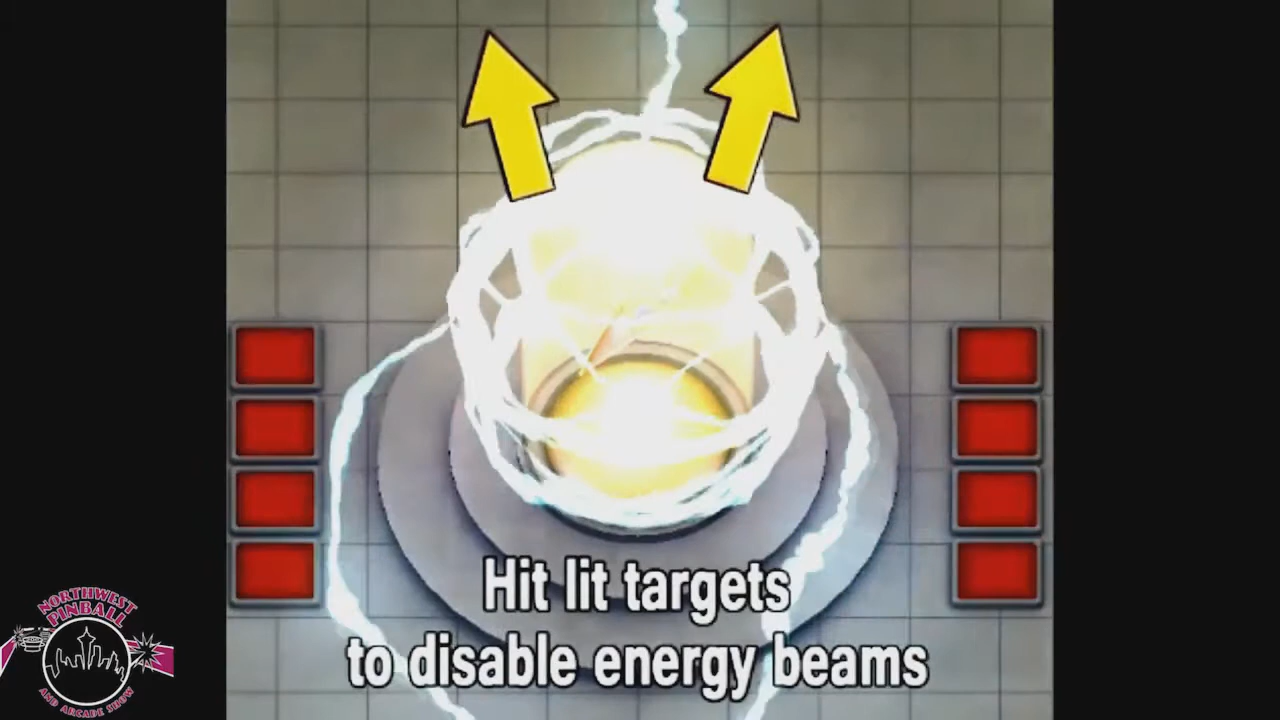 Hit lit targets
to disable energy beams
NORTHWEST
PINBALL
AND ARCADE SHOW